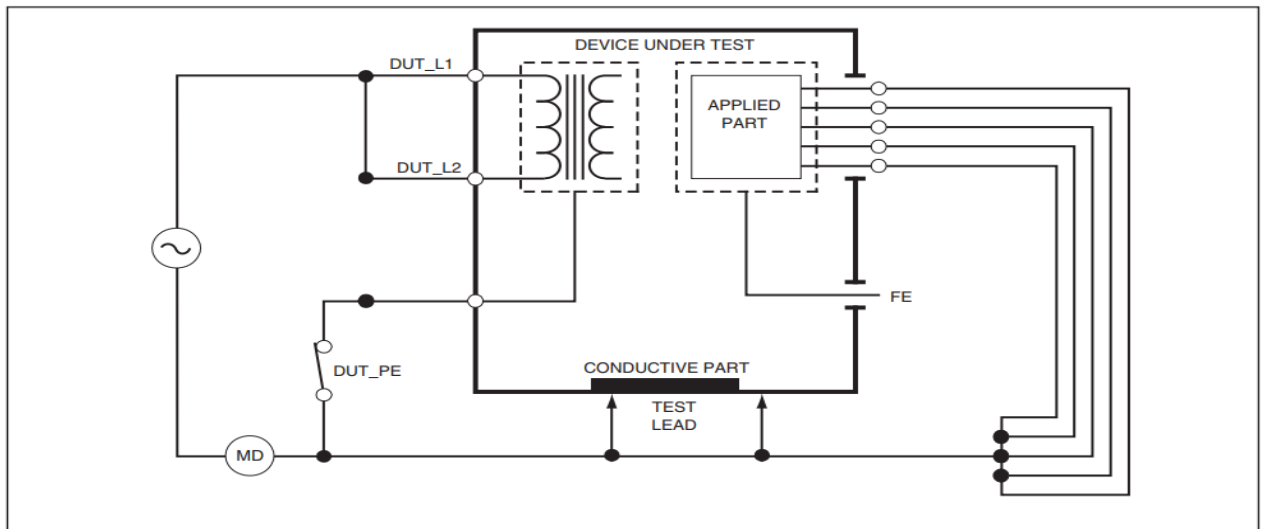 DEVICE UNDER TEST
DUT_L1
APPLIED
PART
DUT_L2
FE
CONDUCTIVE PART
DUT_PE
TEST
LEAD
MD